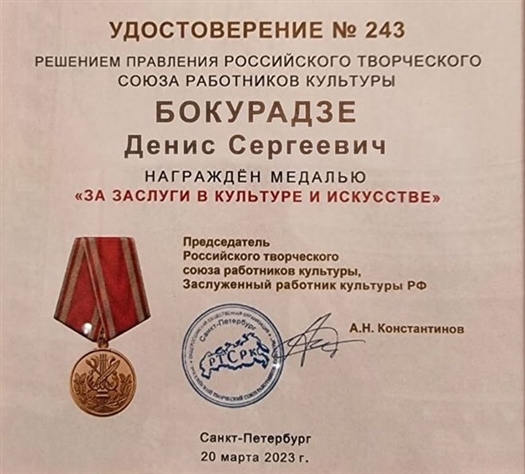 УДОСТОВЕРЕНИЕ № 243
РЕШЕНИЕМ ПРАВЛЕНИЯ РОССИЙСКОГО ТВОРЧЕСКОГО
СОЮЗА РАБОТНИКОВ КУЛЬТУРЫ
БОКУРАДЗЕ
Денис Сергеевич
НАГРАЖДЁН МЕДАЛЬЮ
«ЗА ЗАСЛУГИ В КУЛЬТУРЕ И ИСКУССТВЕ»
Председатель
Российского творческого
союза работников культуры,
Заслуженный работник культуры РФ
А.Н. Константинов
Санкт-Петербург
РТСРК
Санкт-Петербург
20 марта 2023 г.